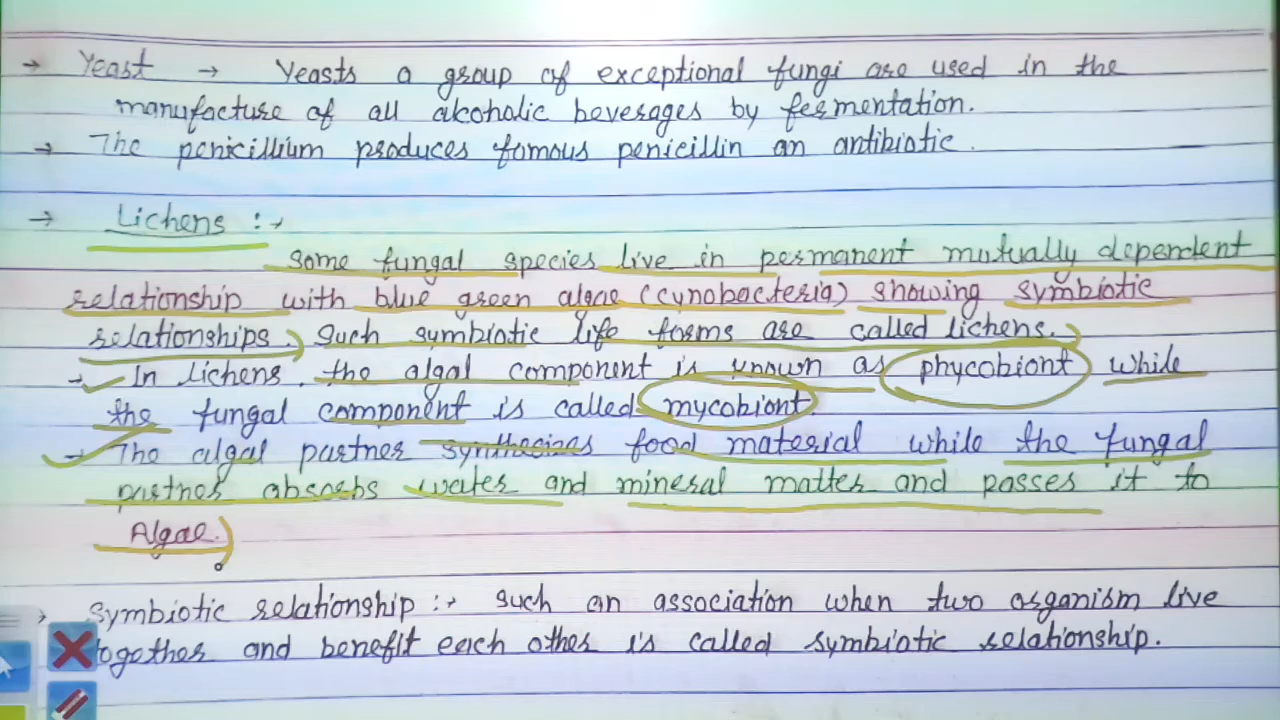 → Yeast → Yeasts a group of exceptional fungi are used in the
manufacture of all alcoholic beverages by fermentation.
→ The penicillium produces famous penicillin an antibiotic.
→ Lichens :→
Some fungal species live in permanent mutually dependent
relationship with blue green algae (cynobacteria) showing symbiotic
relationships. Such symbiotic life forms are called lichens.
→ In lichens, the algal component is known as phycobiont while
the fungal component is called mycobiont.
→ The algal partner synthesizes food material while the fungal
partner absorbs water and mineral matter and passes it to
Algae.
→ Symbiotic relationship :→ such an association when two organism live
together and benefit each other is called symbiotic relationship.